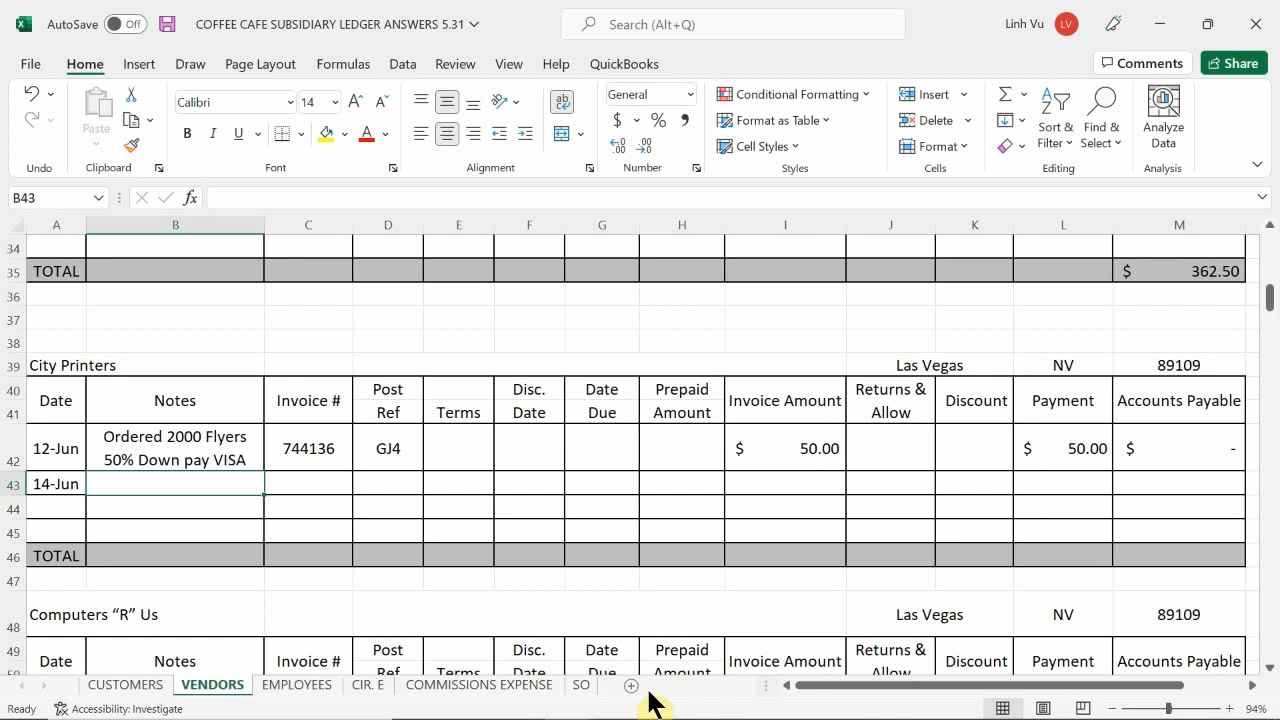 AutoSave Off COFFEE CAFE SUBSIDIARY LEDGER ANSWERS 5.31 Search (Alt+Q) Linh Vu LV
File Home Insert Draw Page Layout Formulas Data Review View Help QuickBooks Comments Share
Paste Calibri 14 General Conditional Formatting Insert
B I U $ % Format as Table Delete Sort & Filter Find & Select Analyze Data
Cell Styles Format
Undo Clipboard Font Alignment Number Styles Cells Editing Analysis
B43 fx
A B C D E F G H I J K L M
34
35 TOTAL $ 362.50
36
37
38
39 City Printers Las Vegas NV 89109
40 Date Notes Invoice # Post Disc. Date Prepaid Invoice Amount Returns & Discount Payment Accounts Payable
41 Ref Terms Date Due Amount Allow
42 12-Jun Ordered 2000 Flyers 744136 GJ4 $ 50.00 $ 50.00 $ -
50% Down pay VISA
43 14-Jun
44
45
46 TOTAL
47
48 Computers “R” Us Las Vegas NV 89109
49 Date Notes Invoice # Post Disc. Date Prepaid Invoice Amount Returns & Discount Payment Accounts Payable
Ref Terms Date Due Amount Allow
CUSTOMERS VENDORS EMPLOYEES CIR. E COMMISSIONS EXPENSE SO
Ready Accessibility: Investigate 94%